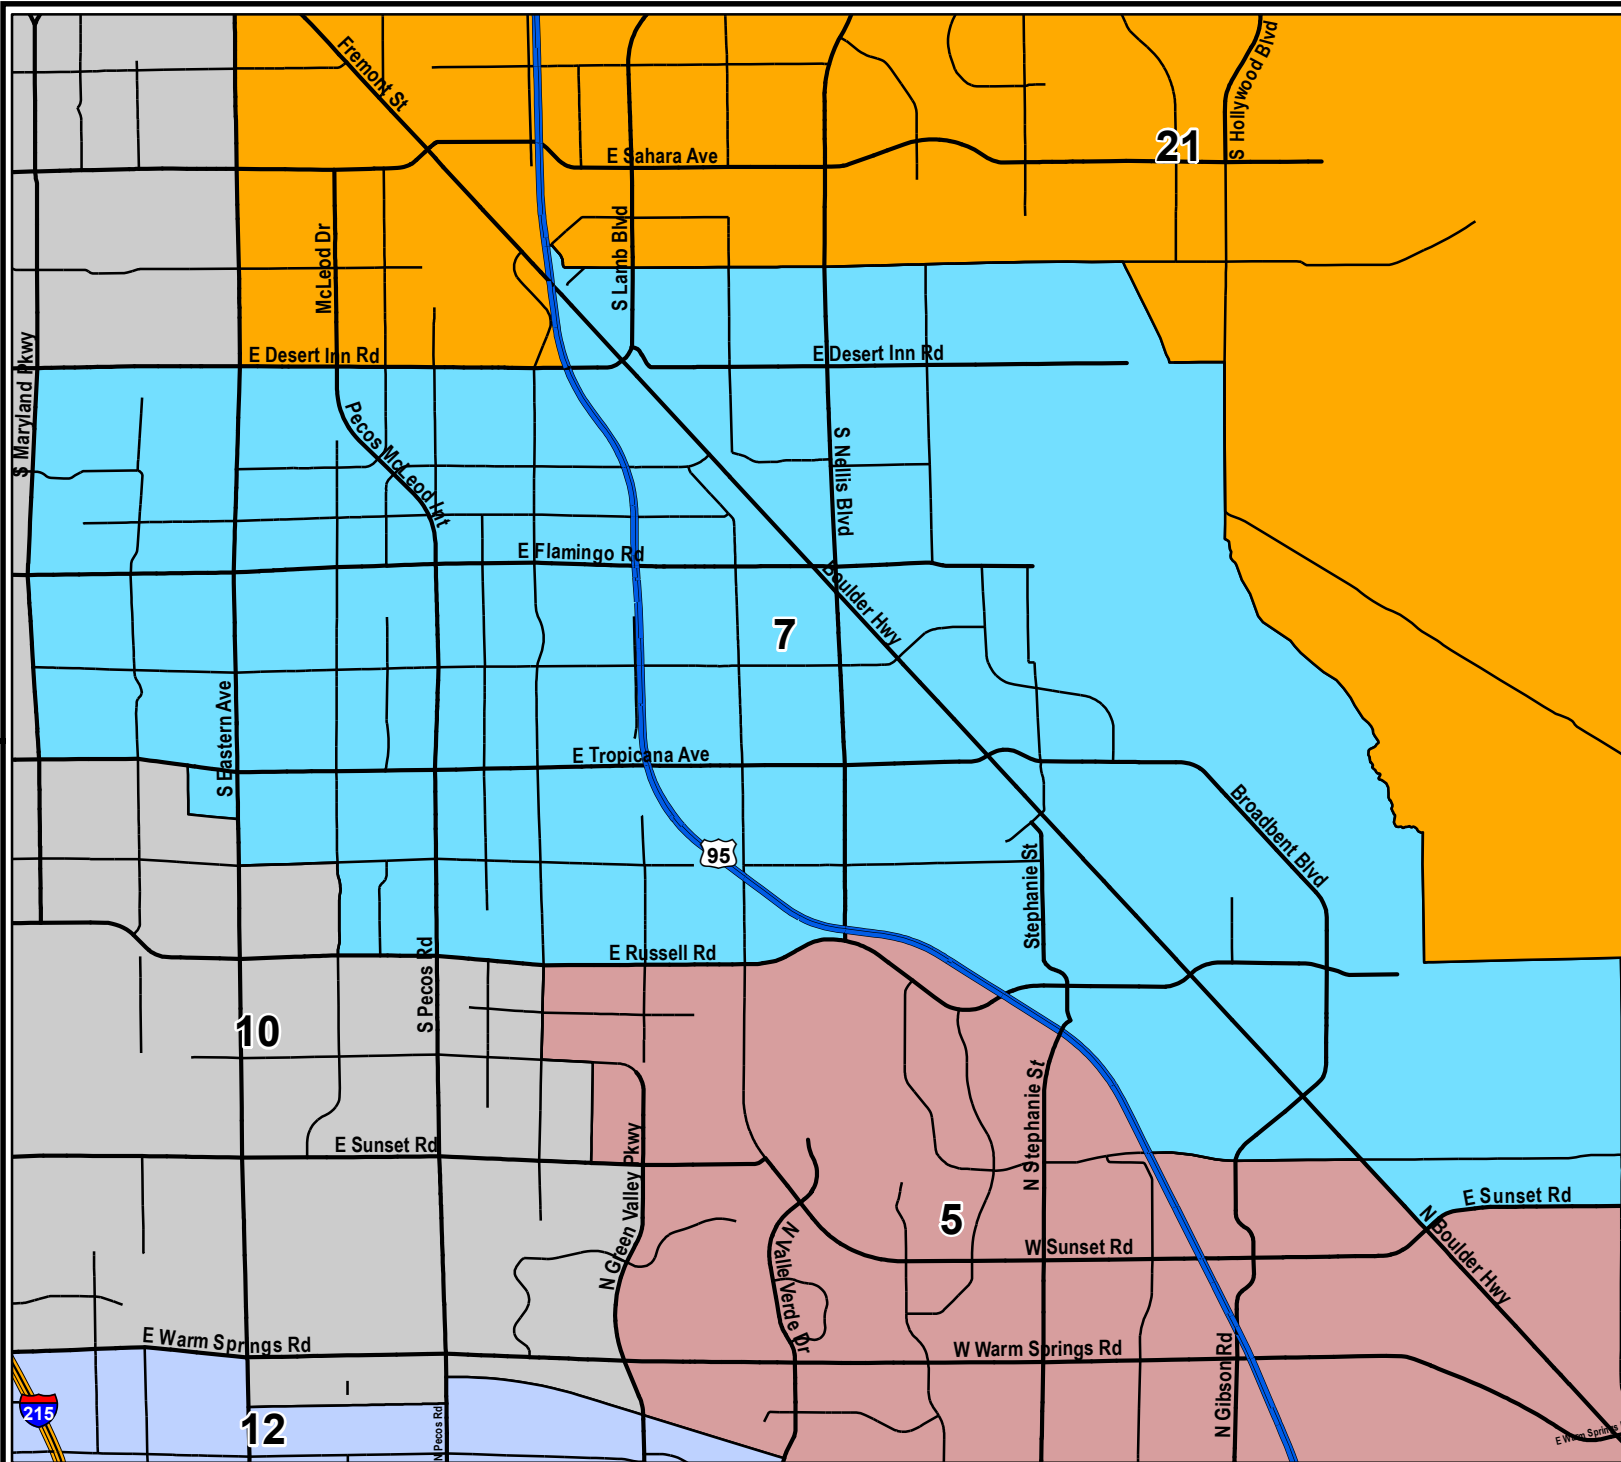 Fremont St
S Hollywood Blvd
21
E Sahara Ave
McLeod Dr
S Lamb Blvd
S Maryland Pkwy
E Desert Inn Rd
E Desert Inn Rd
Pecos McLeod Int
S Nellis Blvd
E Flamingo Rd
Boulder Hwy
7
S Eastern Ave
E Tropicana Ave
Broadbent Blvd
95
Stephanie St
S Pecos Rd
E Russell Rd
10
N Stephanie St
E Sunset Rd
N Green Valley Pkwy
5
E Sunset Rd
N Valle Verde Dr
W Sunset Rd
N Boulder Hwy
E Warm Springs Rd
W Warm Springs Rd
N Gibson Rd
215
12
N Pecos Rd
E Warm Springs